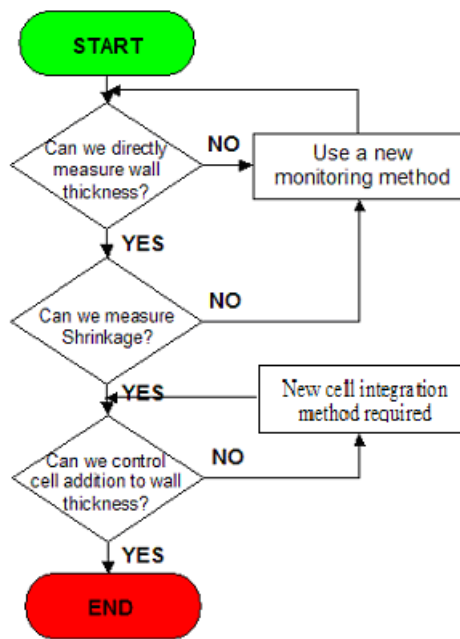 START
Can we directly
measure wall
thickness?
NO
Use a new
monitoring method
YES
Can we measure
Shrinkage?
NO
YES
New cell integration
method required
Can we control
cell addition to wall
thickness?
NO
YES
END